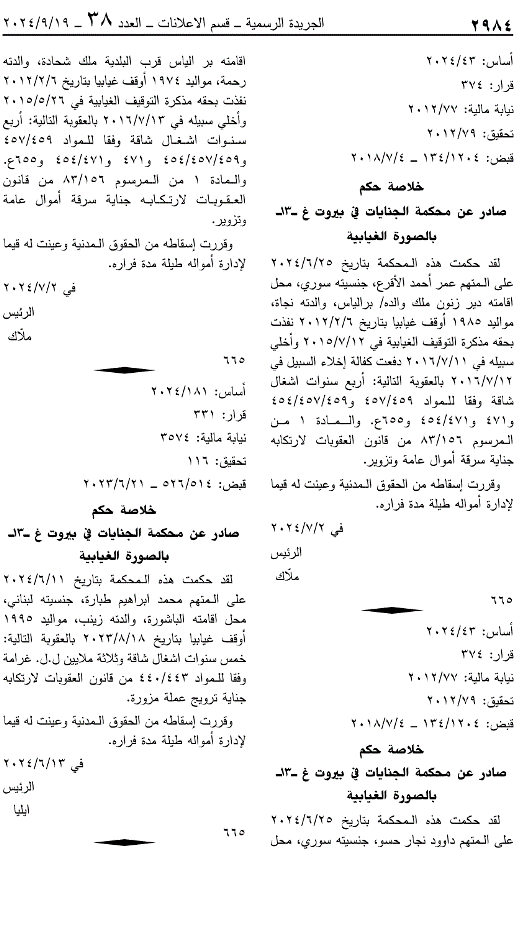 ٢٩٨٤
الجريدة الرسمية ــ قسم الاعلانات ــ العدد ٣٨ ــ ٢٠٢٤/٩/١٩
أساس: ٢٠٢٤/٤٣
قرار: ٣٧٤
نيابة مالية: ٢٠١٢/٧٧
تحقيق: ٢٠١٢/٧٩
قبض: ١٣٤/١٢٠٤ ــ ٢٠١٨/٧/٤
خلاصة حكم
صادر عن محكمة الجنايات في بيروت غ ــ١٣ــ
بالصورة الغيابية
لقد حكمت هذه المحكمة بتاريخ ٢٠٢٤/٦/٢٥
على المتهم عمر أحمد الأقرع، جنسيته سوري، محل
اقامته دير زنون ملك والده/ برالياس، والدته نجاة،
مواليد ١٩٨٥ أوقف غيابيا بتاريخ ٢٠١٢/٢/٦ نفذت
بحقه مذكرة التوقيف الغيابية في ٢٠١٥/٧/١٢ وأخلي
سبيله في ٢٠١٦/٧/١١ دفعت كفالة إخلاء السبيل في
٢٠١٦/٧/١٢ بالعقوبة التالية: أربع سنوات اشغال
شاقة وفقا للمواد ٤٥٧/٤٥٩ و٤٥٤/٤٥٧/٤٥٩
و٤٧١ و٤٥٤/٤٧١ و٦٥٥ع. والمادة ١ من
المرسوم ٨٣/١٥٦ من قانون العقوبات لارتكابه
جناية سرقة أموال عامة وتزوير.
وقررت إسقاطه من الحقوق المدنية وعينت له قيما
لإدارة أمواله طيلة مدة فراره.
في ٢٠٢٤/٧/٢
الرئيس
ملّاك
٦٦٥
أساس: ٢٠٢٤/٤٣
قرار: ٣٧٤
نيابة مالية: ٢٠١٢/٧٧
تحقيق: ٢٠١٢/٧٩
قبض: ١٣٤/١٢٠٤ ــ ٢٠١٨/٧/٤
خلاصة حكم
صادر عن محكمة الجنايات في بيروت غ ــ١٣ــ
بالصورة الغيابية
لقد حكمت هذه المحكمة بتاريخ ٢٠٢٤/٦/٢٥
على المتهم داوود نجار حسو، جنسيته سوري، محل
اقامته بر الياس قرب البلدية ملك شحادة، والدته
رحمة، مواليد ١٩٧٤ أوقف غيابيا بتاريخ ٢٠١٢/٢/٦
نفذت بحقه مذكرة التوقيف الغيابية في ٢٠١٥/٥/٢٦
وأخلي سبيله في ٢٠١٦/٧/١٣ بالعقوبة التالية: أربع
سنوات اشغال شاقة وفقا للمواد ٤٥٧/٤٥٩
و٤٥٤/٤٥٧/٤٥٩ و٤٧١ و٤٥٤/٤٧١ و٦٥٥ع.
والمادة ١ من المرسوم ٨٣/١٥٦ من قانون
العقوبات لارتكابه جناية سرقة أموال عامة
وتزوير.
وقررت إسقاطه من الحقوق المدنية وعينت له قيما
لإدارة أمواله طيلة مدة فراره.
في ٢٠٢٤/٧/٢
الرئيس
ملّاك
٦٦٥
أساس: ٢٠٢٤/١٨١
قرار: ٣٣١
نيابة مالية: ٣٥٧٤
تحقيق: ١١٦
قبض: ٥٢٦/٥١٤ ــ ٢٠٢٣/٦/٢١
خلاصة حكم
صادر عن محكمة الجنايات في بيروت غ ــ١٣ــ
بالصورة الغيابية
لقد حكمت هذه المحكمة بتاريخ ٢٠٢٤/٦/١١
على المتهم محمد ابراهيم طبارة، جنسيته لبناني،
محل اقامته الباشورة، والدته زينب، مواليد ١٩٩٥
أوقف غيابيا بتاريخ ٢٠٢٣/٨/١٨ بالعقوبة التالية:
خمس سنوات اشغال شاقة وثلاثة ملايين ل.ل. غرامة
وفقا للمواد ٤٤٠/٤٤٣ من قانون العقوبات لارتكابه
جناية ترويج عملة مزورة.
وقررت إسقاطه من الحقوق المدنية وعينت له قيما
لإدارة أمواله طيلة مدة فراره.
في ٢٠٢٤/٦/١٣
الرئيس
ايليا
٦٦٥